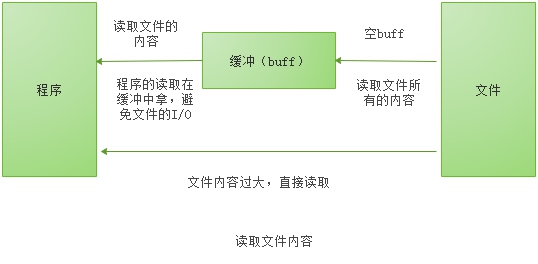 读取文件的
内容
空buff
缓冲（buff）
程序
程序的读取在
缓冲中拿，避
免文件的I/O
读取文件所
有的内容
文件
文件内容过大，直接读取
读取文件内容